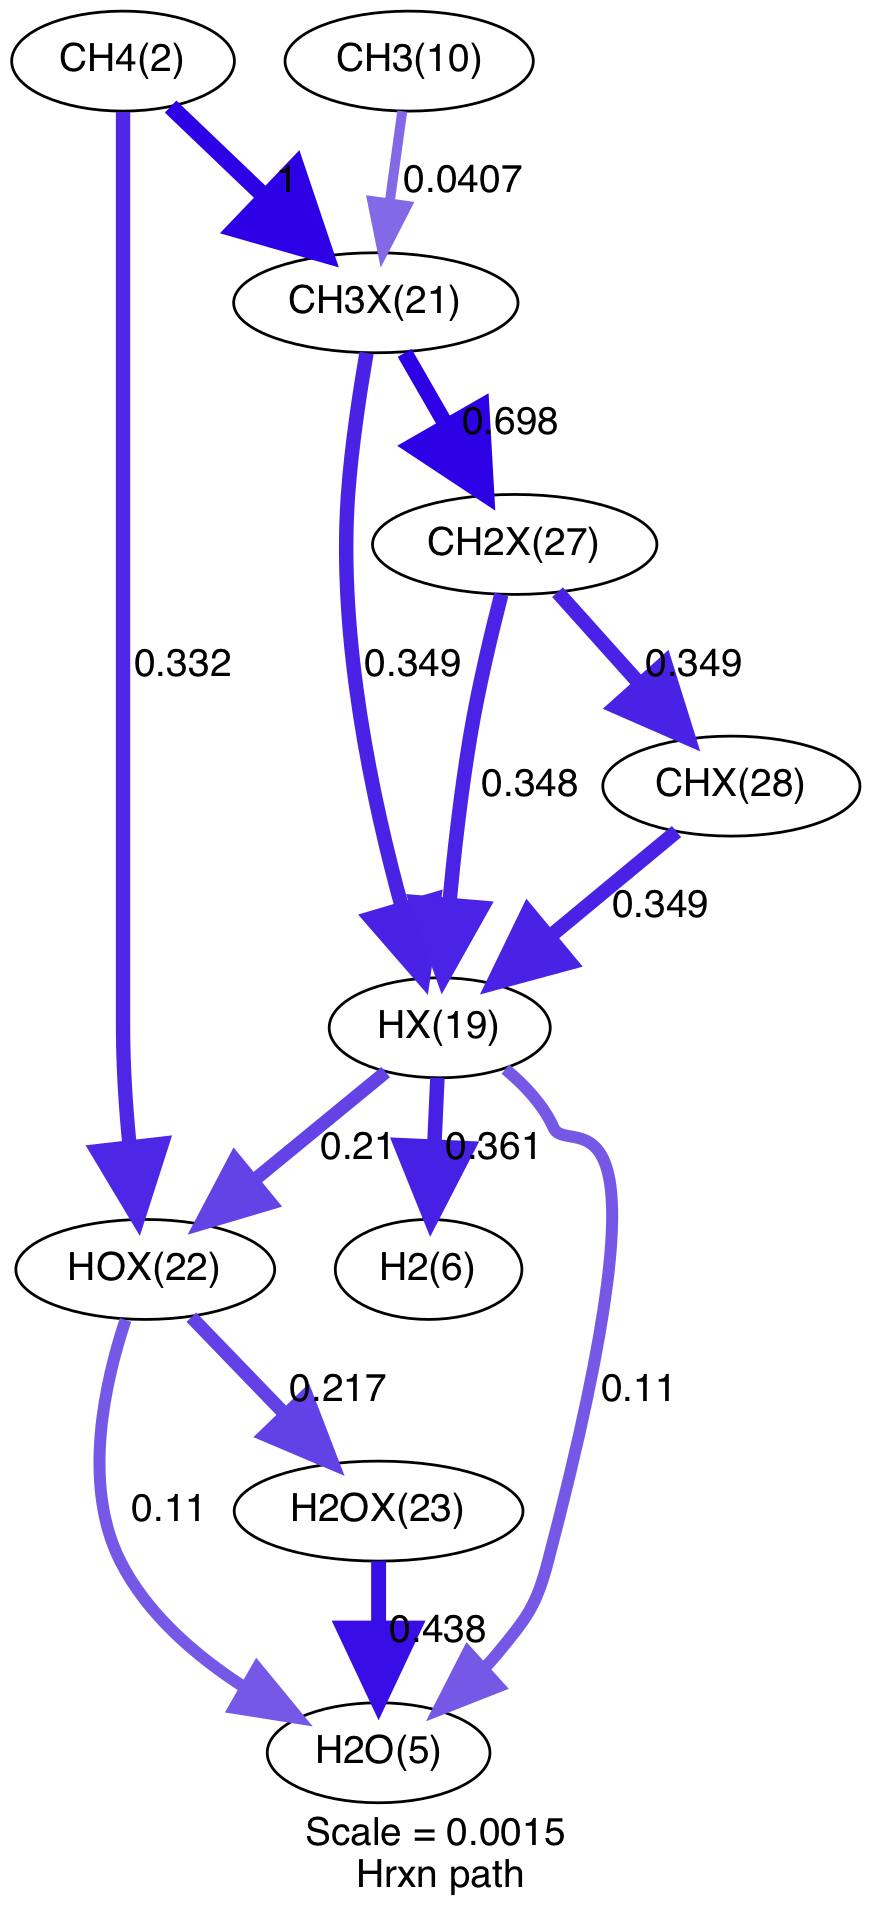 CH4(2)
CH3(10)
1
0.0407
CH3X(21)
0.698
CH2X(27)
0.332
0.349
0.349
0.348
CHX(28)
0.349
HX(19)
0.21
0.361
HOX(22)
H2(6)
0.217
0.11
0.11
H2OX(23)
0.438
H2O(5)
Scale = 0.0015
Hrxn path